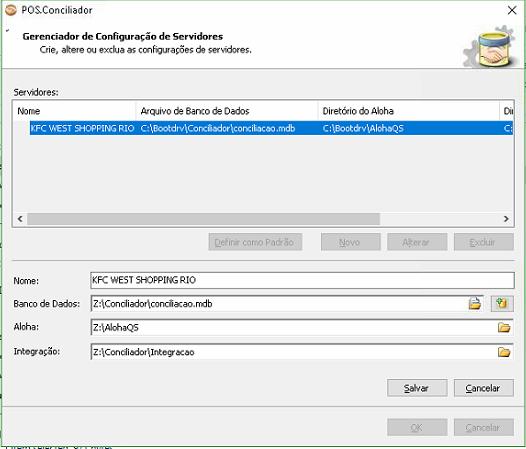 POS.Conciliador
Gerenciador de Configuração de Servidores
Crie, altere ou exclua as configurações de servidores.
Servidores:
Nome Arquivo de Banco de Dados Diretório do Aloha Dir
KFC WEST SHOPPING RIO C:\Bootdrv\Conciliador\conciliacao.mdb C:\Bootdrv\AlohaQS C:
Definir como Padrão Novo Alterar Excluir
Nome: KFC WEST SHOPPING RIO
Banco de Dados: Z:\Conciliador\conciliacao.mdb
Aloha: Z:\AlohaQS
Integração: Z:\Conciliador\Integracao
Salvar Cancelar
OK Cancelar